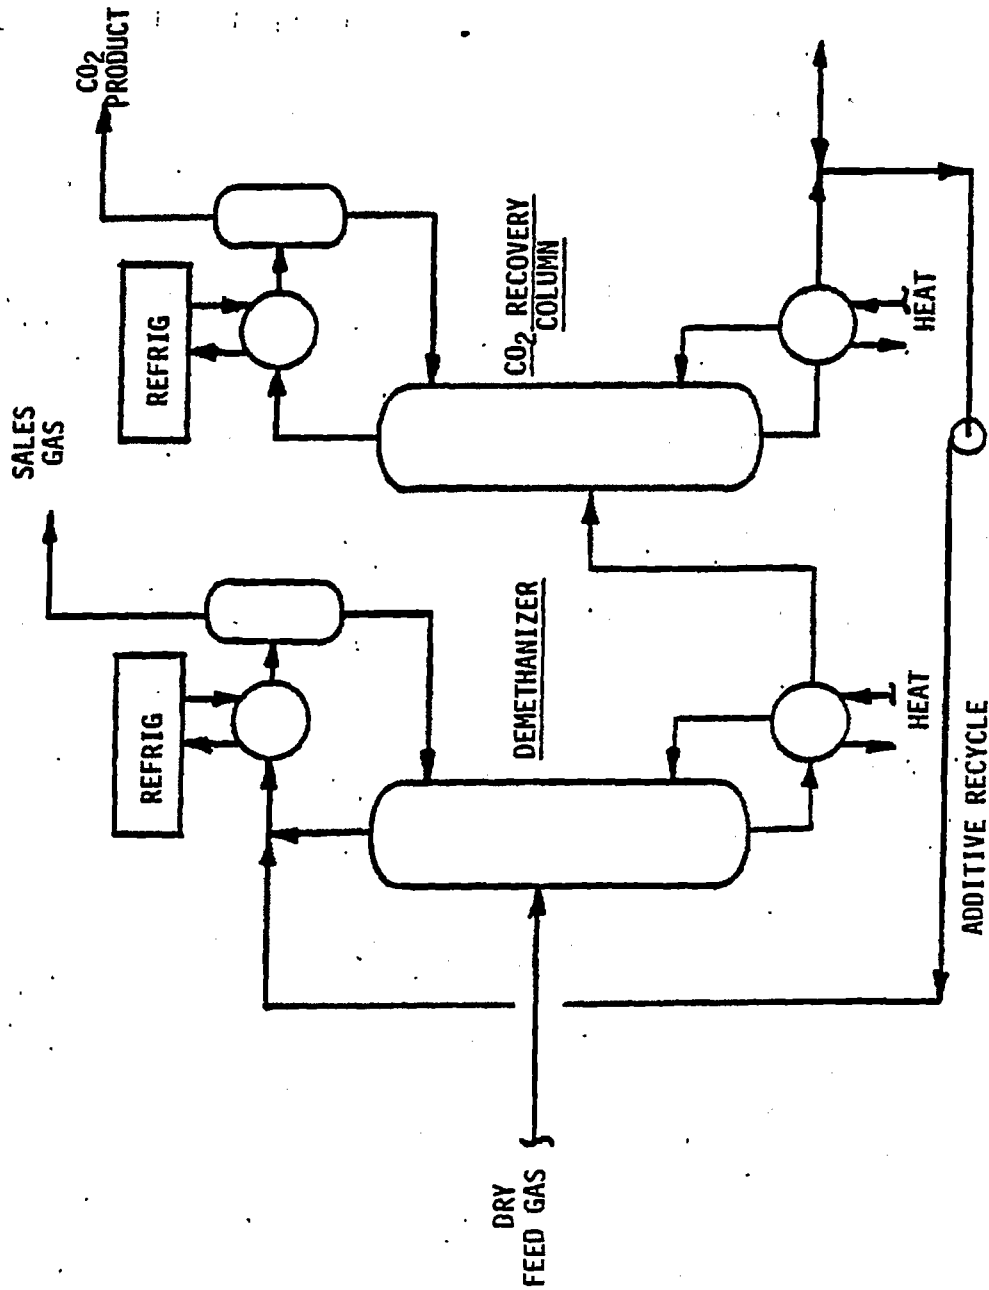 SALES
GAS
CO2
PRODUCT
REFRIG
REFRIG
DEMETHANIZER
CO2 RECOVERY
COLUMN
DRY
FEED GAS
HEAT
HEAT
ADDITIVE RECYCLE